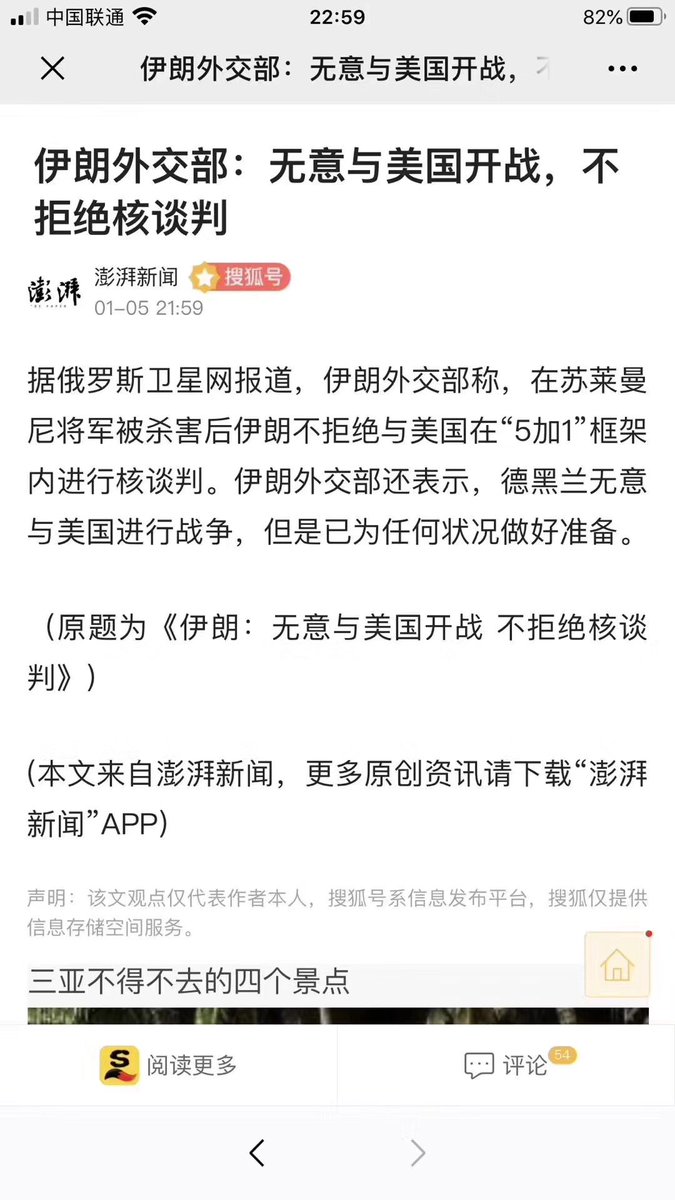 中国联通 22:59 82%
伊朗外交部：无意与美国开战，
伊朗外交部：无意与美国开战，不
拒绝核谈判
澎湃
澎湃新闻 搜狐号
01-05 21:59
据俄罗斯卫星网报道，伊朗外交部称，在苏莱曼
尼将军被杀害后伊朗不拒绝与美国在“5加1”框架
内进行核谈判。伊朗外交部还表示，德黑兰无意
与美国进行战争，但是已为任何状况做好准备。
（原题为《伊朗：无意与美国开战 不拒绝核谈
判》）
(本文来自澎湃新闻，更多原创资讯请下载“澎湃
新闻”APP)
声明：该文观点仅代表作者本人，搜狐号系信息发布平台，搜狐仅提供
信息存储空间服务。
三亚不得不去的四个景点
S 阅读更多 评论 54